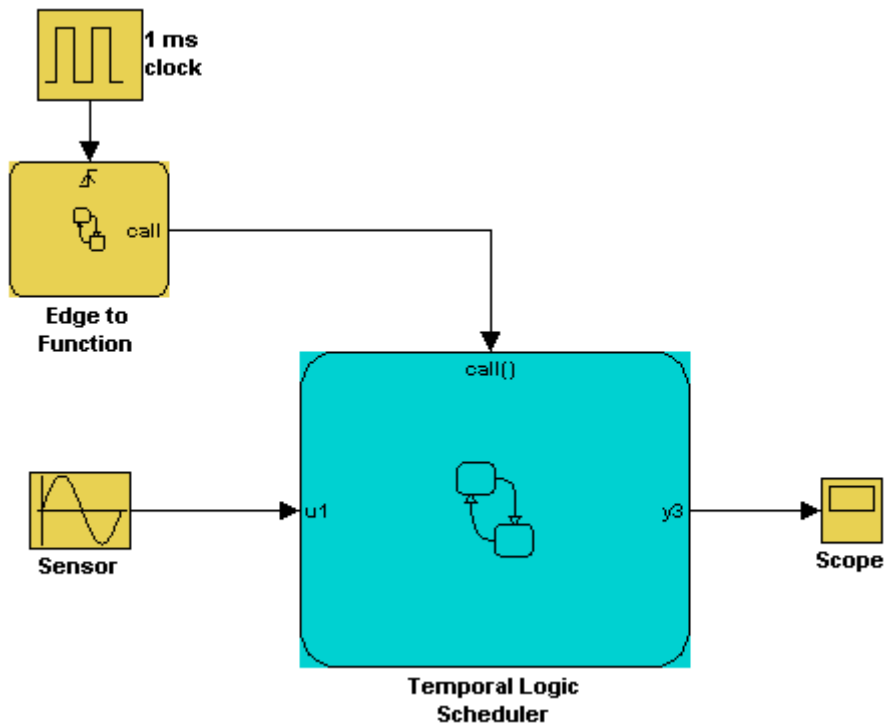 1 ms
clock
call
Edge to
Function
call()
u1
y3
Sensor
Scope
Temporal Logic
Scheduler